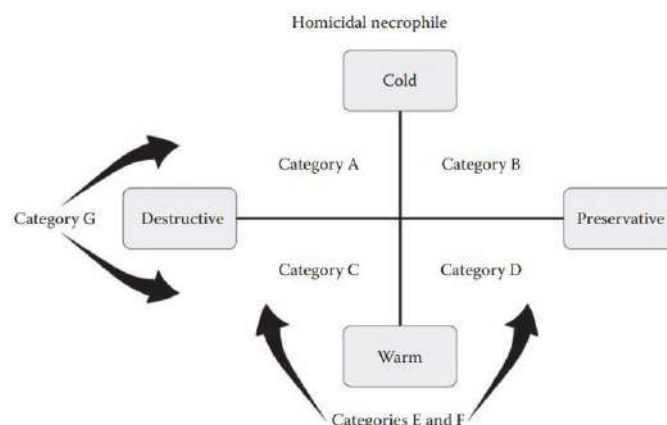 Homicidal necrophile
Cold
Category A
Category B
Category G
Destructive
Preservative
Category C
Category D
Warm
Categories E and F